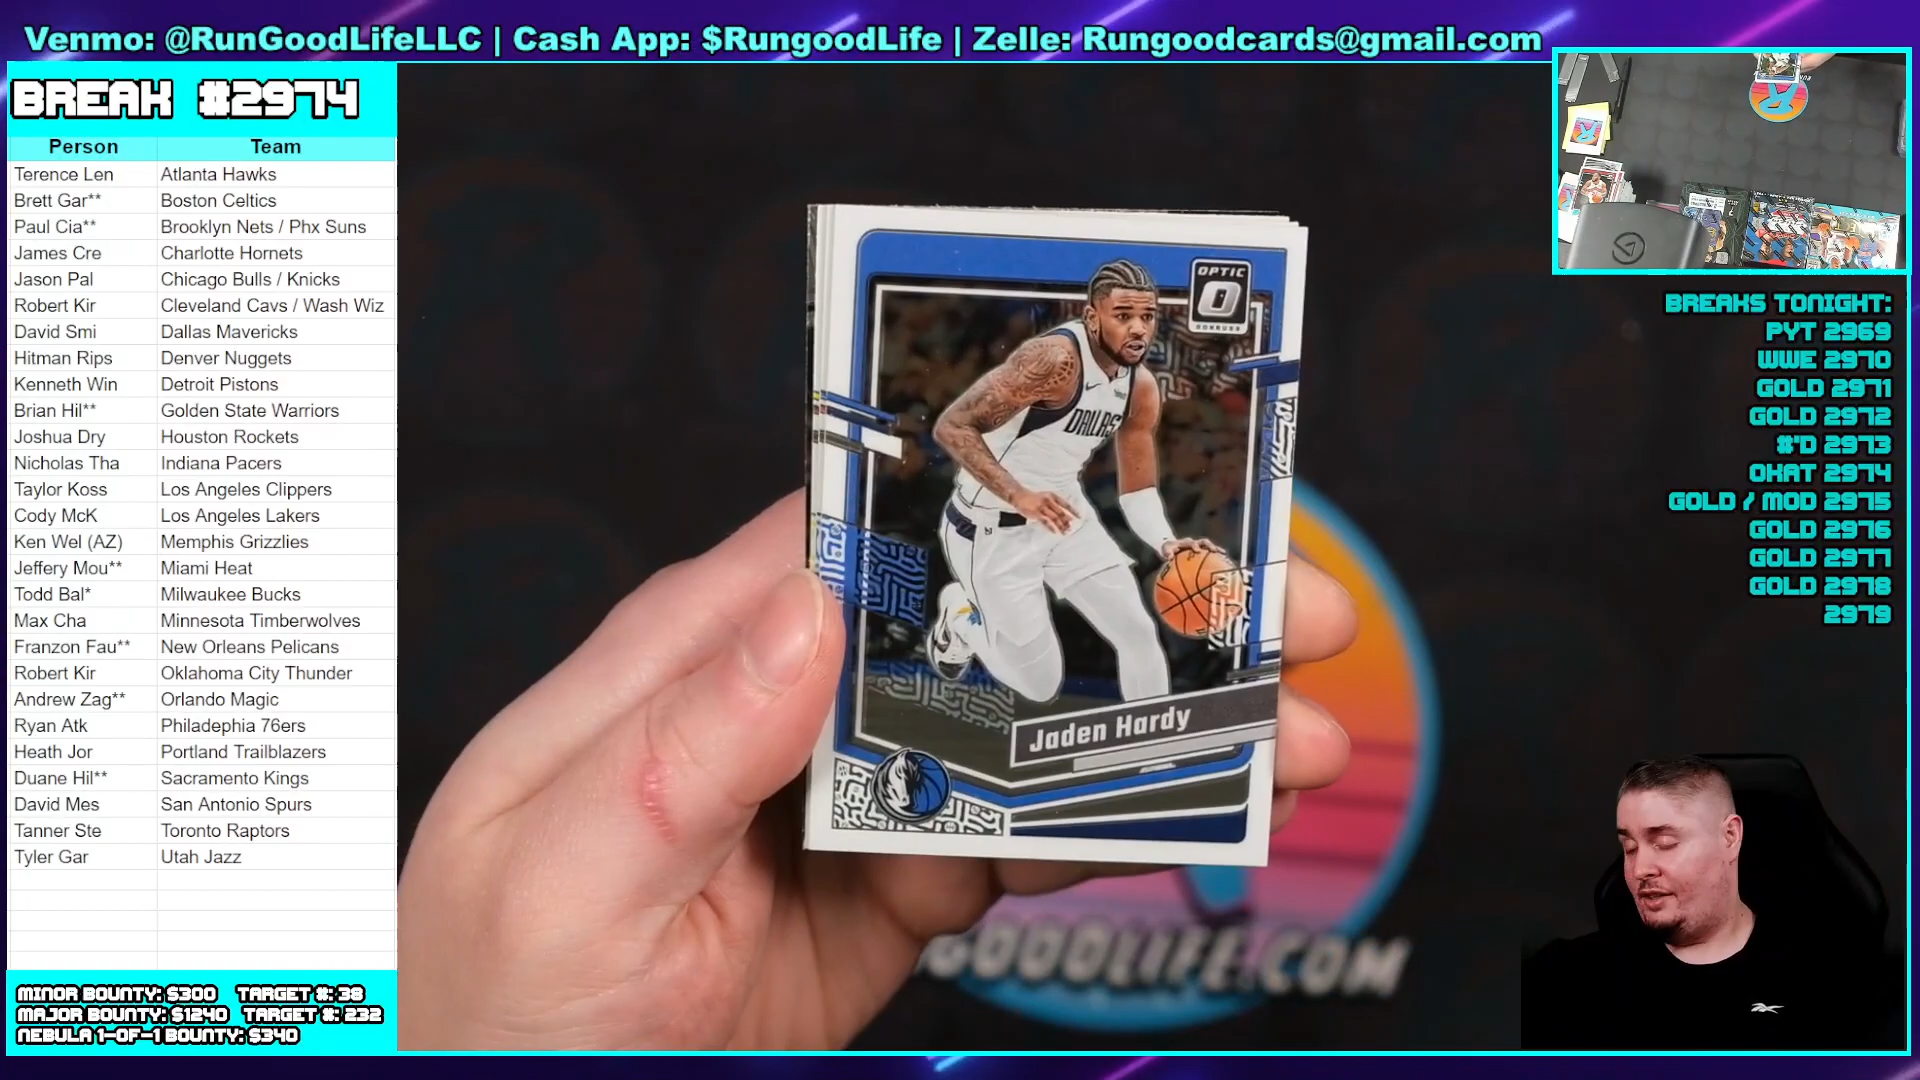 Venmo: @RunGoodLifeLLC | Cash App: $RungoodLife | Zelle: Rungoodcards@gmail.com
BREAK #2974
Person Team
Terence Len Atlanta Hawks
Brett Gar** Boston Celtics
Paul Cia** Brooklyn Nets / Phx Suns
James Cre Charlotte Hornets
Jason Pal Chicago Bulls / Knicks
Robert Kir Cleveland Cavs / Wash Wiz
David Smi Dallas Mavericks
Hitman Rips Denver Nuggets
Kenneth Win Detroit Pistons
Brian Hil** Golden State Warriors
Joshua Dry Houston Rockets
Nicholas Tha Indiana Pacers
Taylor Koss Los Angeles Clippers
Cody McK Los Angeles Lakers
Ken Wel (AZ) Memphis Grizzlies
Jeffery Mou** Miami Heat
Todd Bal* Milwaukee Bucks
Max Cha Minnesota Timberwolves
Franzon Fau** New Orleans Pelicans
Robert Kir Oklahoma City Thunder
Andrew Zag** Orlando Magic
Ryan Atk Philadephia 76ers
Heath Jor Portland Trailblazers
Duane Hil** Sacramento Kings
David Mes San Antonio Spurs
Tanner Ste Toronto Raptors
Tyler Gar Utah Jazz
MINOR BOUNTY: $300 TARGET #: 38
MAJOR BOUNTY: $1240 TARGET #: 232
NEBULA 1-OF-1 BOUNTY: $340
OPTIC
DONRUSS
DALLAS
Jaden Hardy
GOODLIFE.COM
BREAKS TONIGHT:
PYT 2969
WWE 2970
GOLD 2971
GOLD 2972
#'D 2973
OKAT 2974
GOLD / MOD 2975
GOLD 2976
GOLD 2977
GOLD 2978
2979